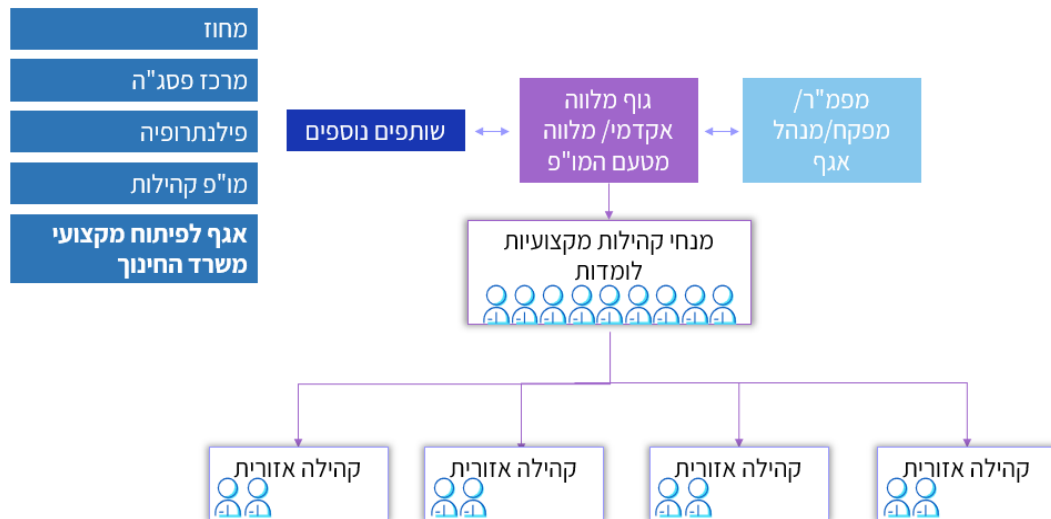 מחוז
מרכז פסג"ה
פילנתרופיה
מו"פ קהילות
אגף לפיתוח מקצועי
משרד החינוך
מפמ"ר/
מפקח/מנהל
אגף
גוף מלווה
אקדמי/ מלווה
מטעם המו"פ
שותפים נוספים
מנחי קהילות מקצועיות
לומדות
קהילה אזורית
קהילה אזורית
קהילה אזורית
קהילה אזורית